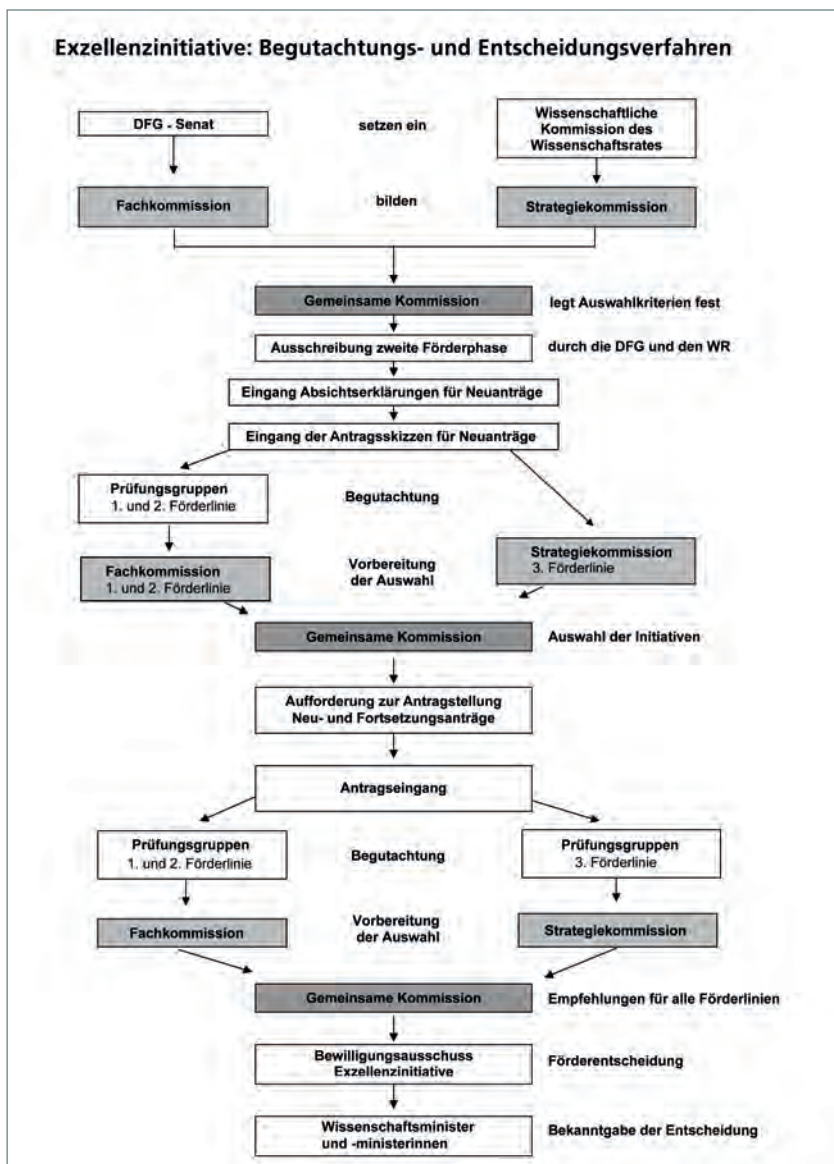 Exzellenzinitiative: Begutachtungs- und Entscheidungsverfahren
DFG - Senat
setzen ein
Wissenschaftliche
Kommission des
Wissenschaftsrates
Fachkommission
bilden
Strategiekommission
Gemeinsame Kommission
legt Auswahlkriterien fest
Ausschreibung zweite Förderphase
durch die DFG und den WR
Eingang Absichtserklärungen für Neuanträge
Eingang der Antragsskizzen für Neuanträge
Prüfungsgruppen
1. und 2. Förderlinie
Begutachtung
Fachkommission
1. und 2. Förderlinie
Vorbereitung
der Auswahl
Strategiekommission
3. Förderlinie
Gemeinsame Kommission
Auswahl der Initiativen
Aufforderung zur Antragstellung
Neu- und Fortsetzungsanträge
Antragseingang
Prüfungsgruppen
1. und 2. Förderlinie
Begutachtung
Prüfungsgruppen
3. Förderlinie
Fachkommission
Vorbereitung
der Auswahl
Strategiekommission
Gemeinsame Kommission
Empfehlungen für alle Förderlinien
Bewilligungsausschuss
Exzellenzinitiative
Förderentscheidung
Wissenschaftsminister
und -ministerinnen
Bekanntgabe der Entscheidung